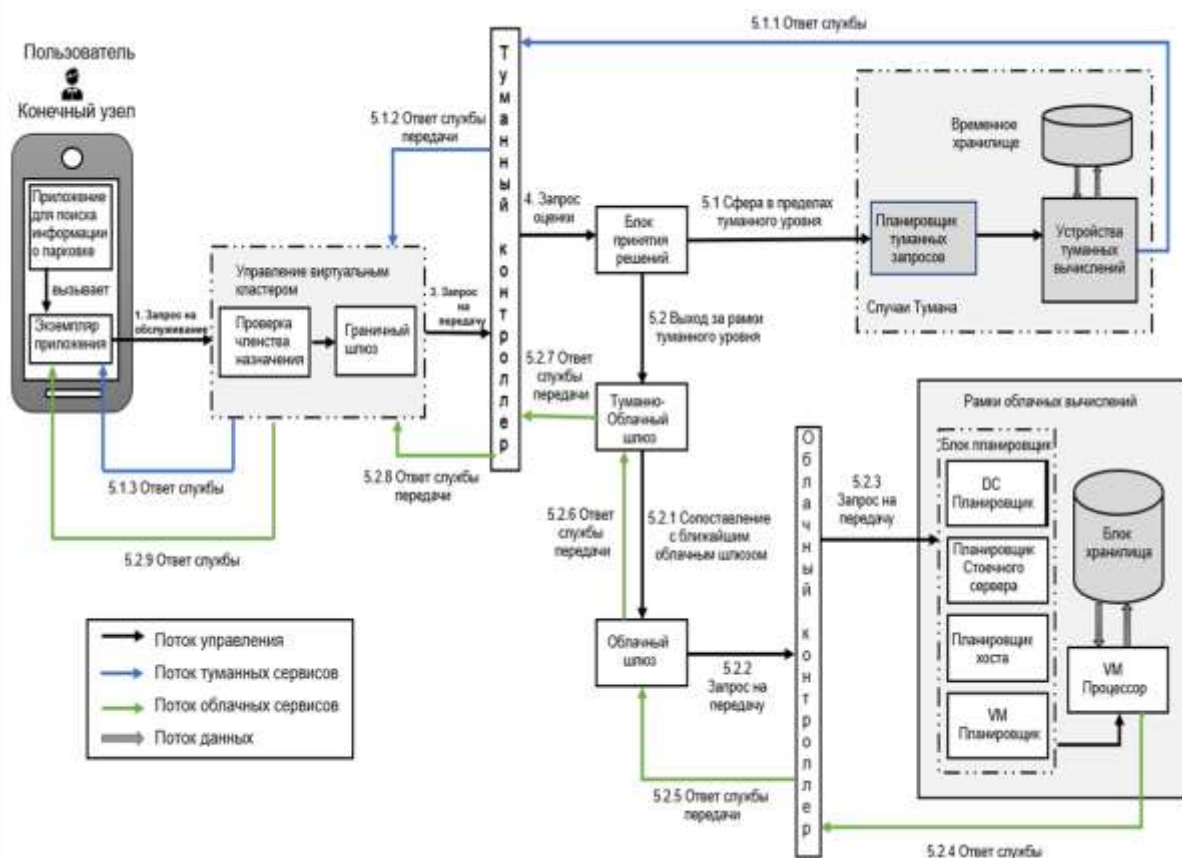 Пользователь
Конечный узел
Приложение
для поиска
информации
о парковке
вызывает
Экземпляр
приложения
1. Запрос на
обслуживание
Управление виртуальным
кластером
Проверка
членства
назначения
Граничный
шлюз
3. Запрос
на
передачу
Туманный контроллер
5.1.1 Ответ службы
5.1.2 Ответ службы
передачи
4. Запрос
оценки
Блок
принятия
решений
5.1 Сфера в пределах
туманного уровня
Временное
хранилище
Планировщик
туманных
запросов
Устройства
туманных
вычислений
Случаи Тумана
5.2 Выход за рамки
туманного уровня
5.2.7 Ответ
службы
передачи
Туманно-
Облачный
шлюз
5.2.8 Ответ службы
передачи
5.1.3 Ответ службы
5.2.9 Ответ службы
5.2.6 Ответ
службы
передачи
5.2.1 Сопоставление
с ближайшим
облачным шлюзом
Облачный
шлюз
5.2.2
Запрос на
передачу
Облачный контроллер
5.2.3
Запрос на
передачу
5.2.5 Ответ службы
передачи
5.2.4 Ответ службы
Рамки облачных вычислений
Блок планировщик
DC
Планировщик
Планировщик
Стоечного
сервера
Планировщик
хоста
VM
Планировщик
Блок
хранилища
VM
Процессор
Поток управления
Поток туманных сервисов
Поток облачных сервисов
Поток данных